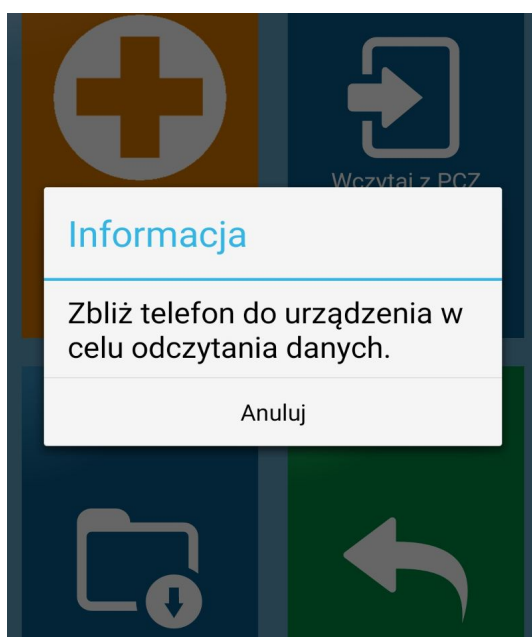 Wczytaj z PCZ
Informacja
Zbliż telefon do urządzenia w
celu odczytania danych.
Anuluj